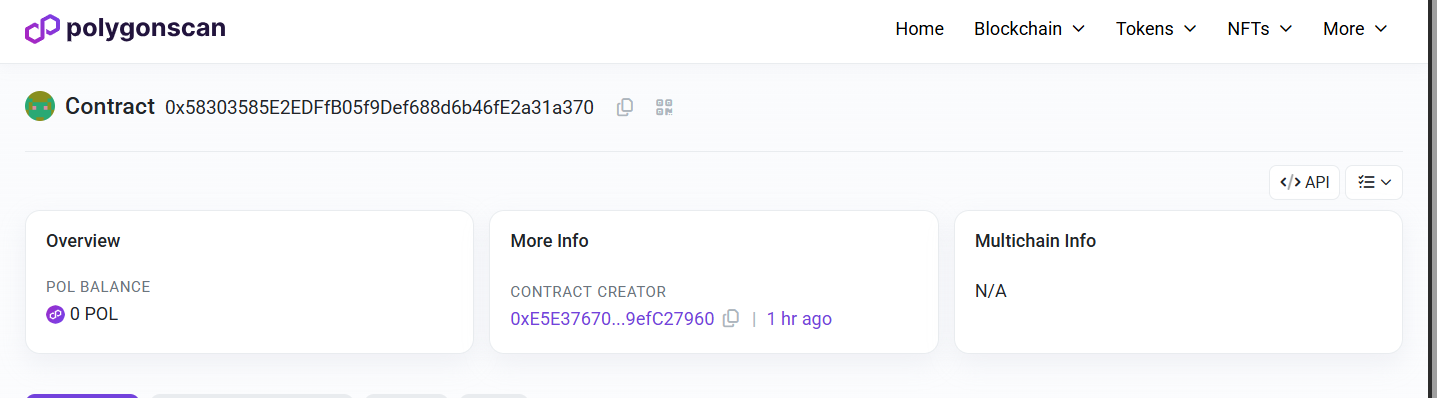 polygonscan Home Blockchain Tokens NFTs More
Contract 0x58303585E2EDFfB05f9Def688d6b46fE2a31a370
</> API
Overview
POL BALANCE
0 POL
More Info
CONTRACT CREATOR
0xE5E37670...9efC27960 | 1 hr ago
Multichain Info
N/A